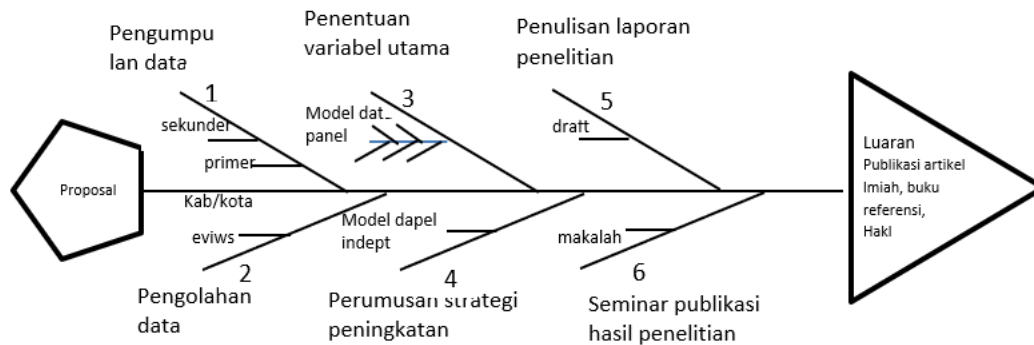 Pengumpu
lan data
Penentuan
variabel utama
Penulisan laporan
penelitian
1
3
5
sekunder
primer
Model dat
panel
draft
Proposal
Luaran
Publikasi artikel
Imiah, buku
referensi,
HakI
Kab/kota
eviws
Model dapel
indept
makalah
2
4
6
Pengolahan
data
Perumusan strategi
peningkatan
Seminar publikasi
hasil penelitian